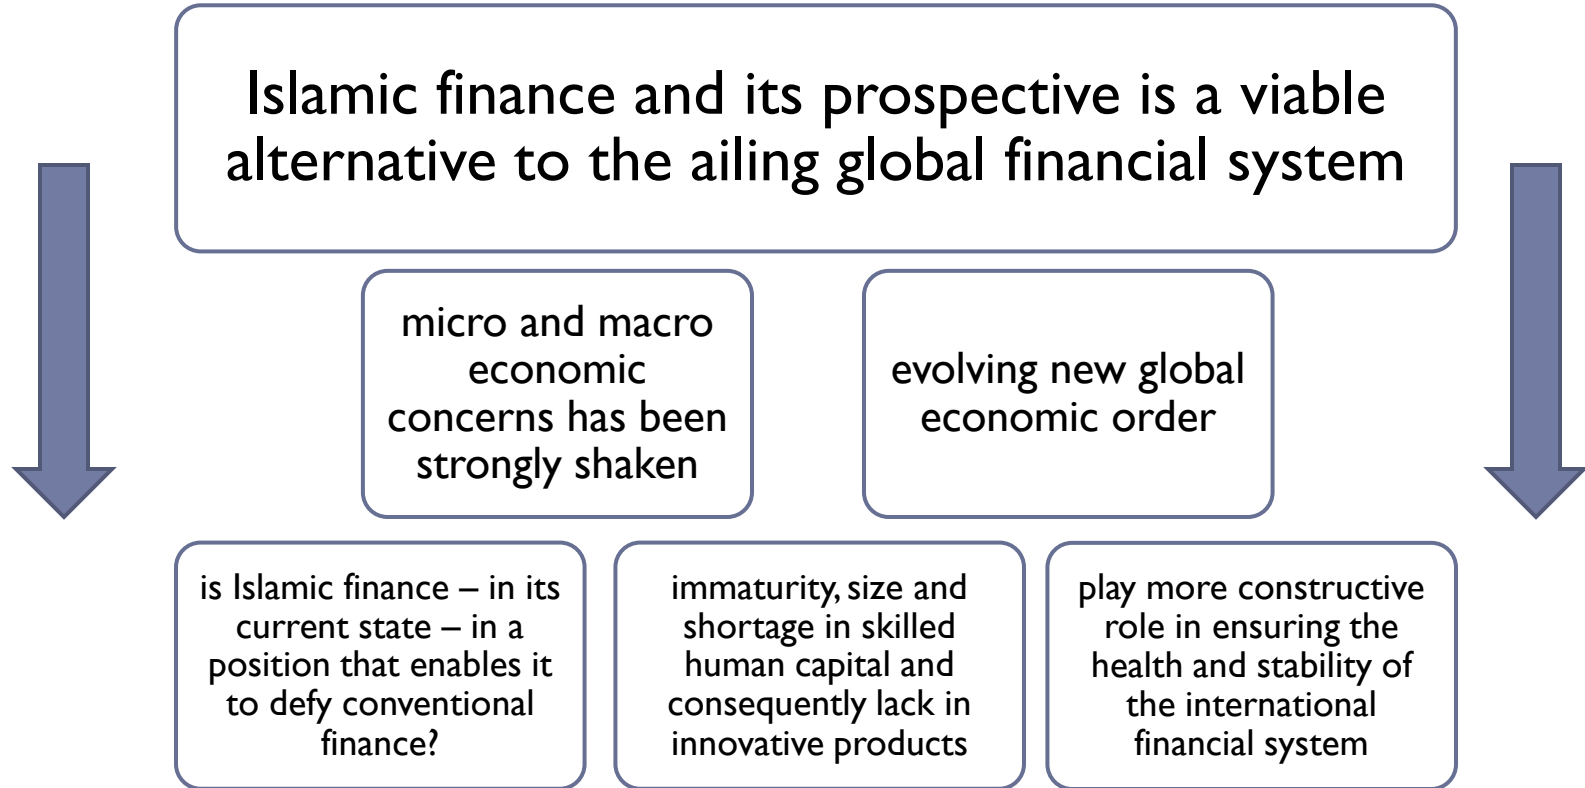 Islamic finance and its prospective is a viable
alternative to the ailing global financial system
micro and macro
economic
concerns has been
strongly shaken
evolving new global
economic order
is Islamic finance – in its
current state – in a
position that enables it
to defy conventional
finance?
immaturity, size and
shortage in skilled
human capital and
consequently lack in
innovative products
play more constructive
role in ensuring the
health and stability of
the international
financial system